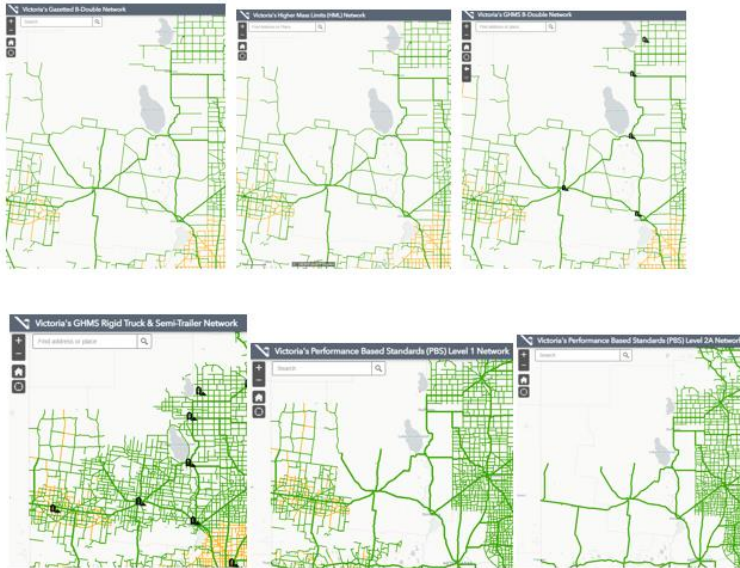 Victoria's Gazetted B-Double Network
Search
Victoria's Higher Mass Limits (HML) Network
Find address or place
Victoria's GHMS B-Double Network
Find address or place
Victoria's GHMS Rigid Truck & Semi-Trailer Network
Find address or place
Victoria's Performance Based Standards (PBS) Level 1 Network
Search
Victoria's Performance Based Standards (PBS) Level 2A Network
Search